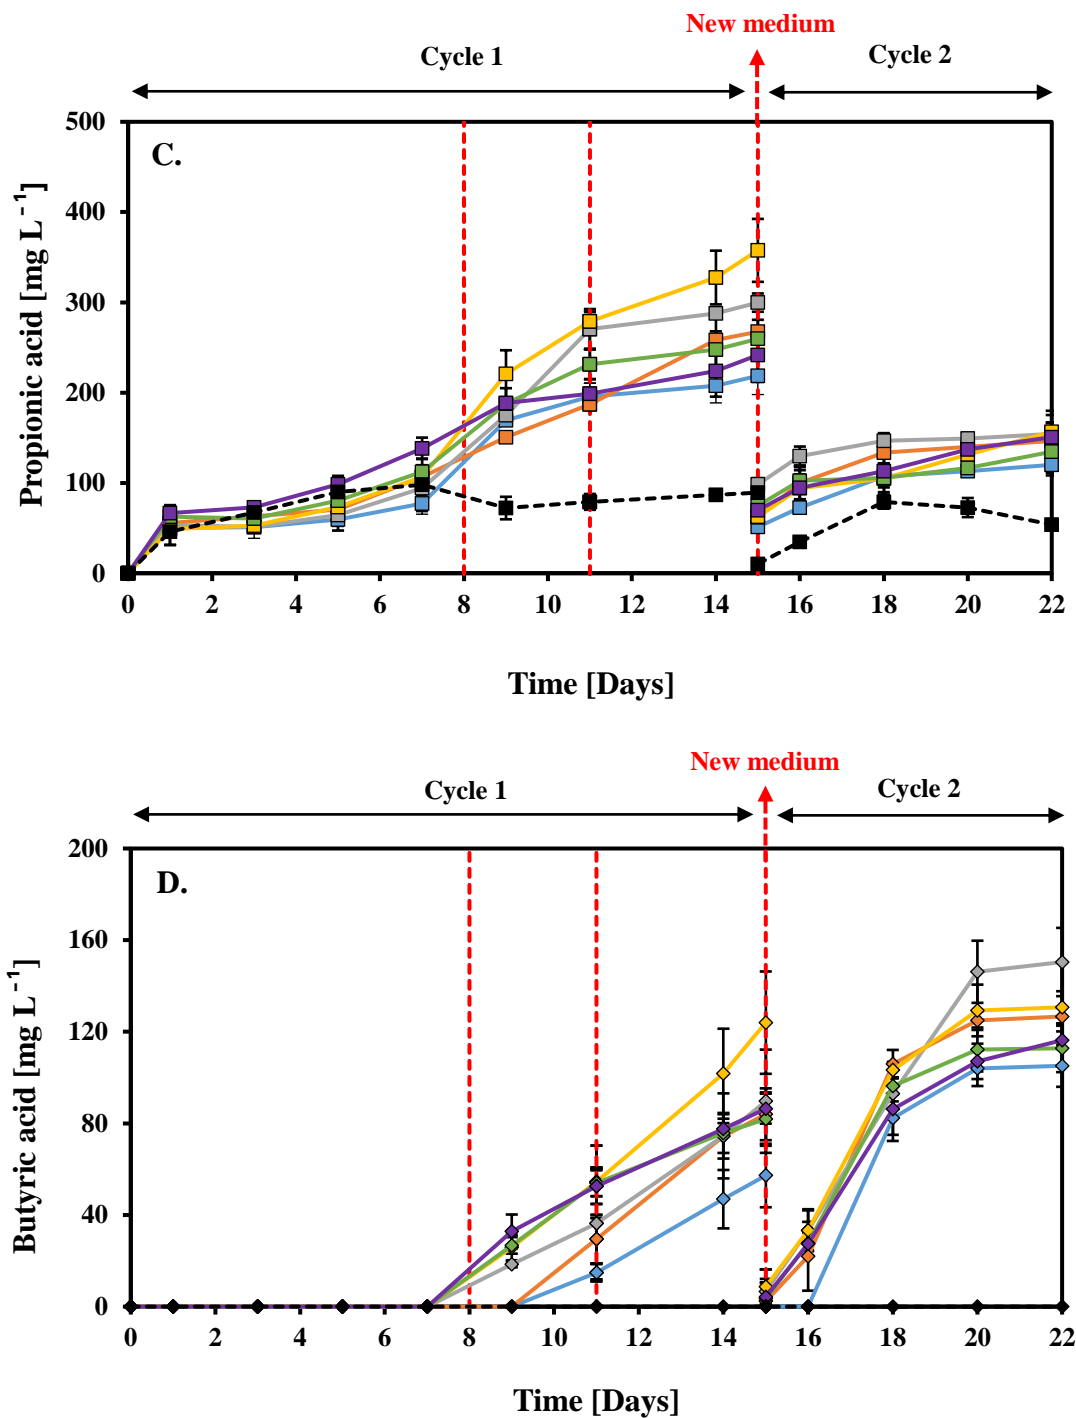 New medium
Cycle 1
Cycle 2
C.
Propionic acid [mg L⁻¹]
500
400
300
200
100
0
0 2 4 6 8 10 12 14 16 18 20 22
Time [Days]
New medium
Cycle 1
Cycle 2
D.
Butyric acid [mg L⁻¹]
200
160
120
80
40
0
0 2 4 6 8 10 12 14 16 18 20 22
Time [Days]